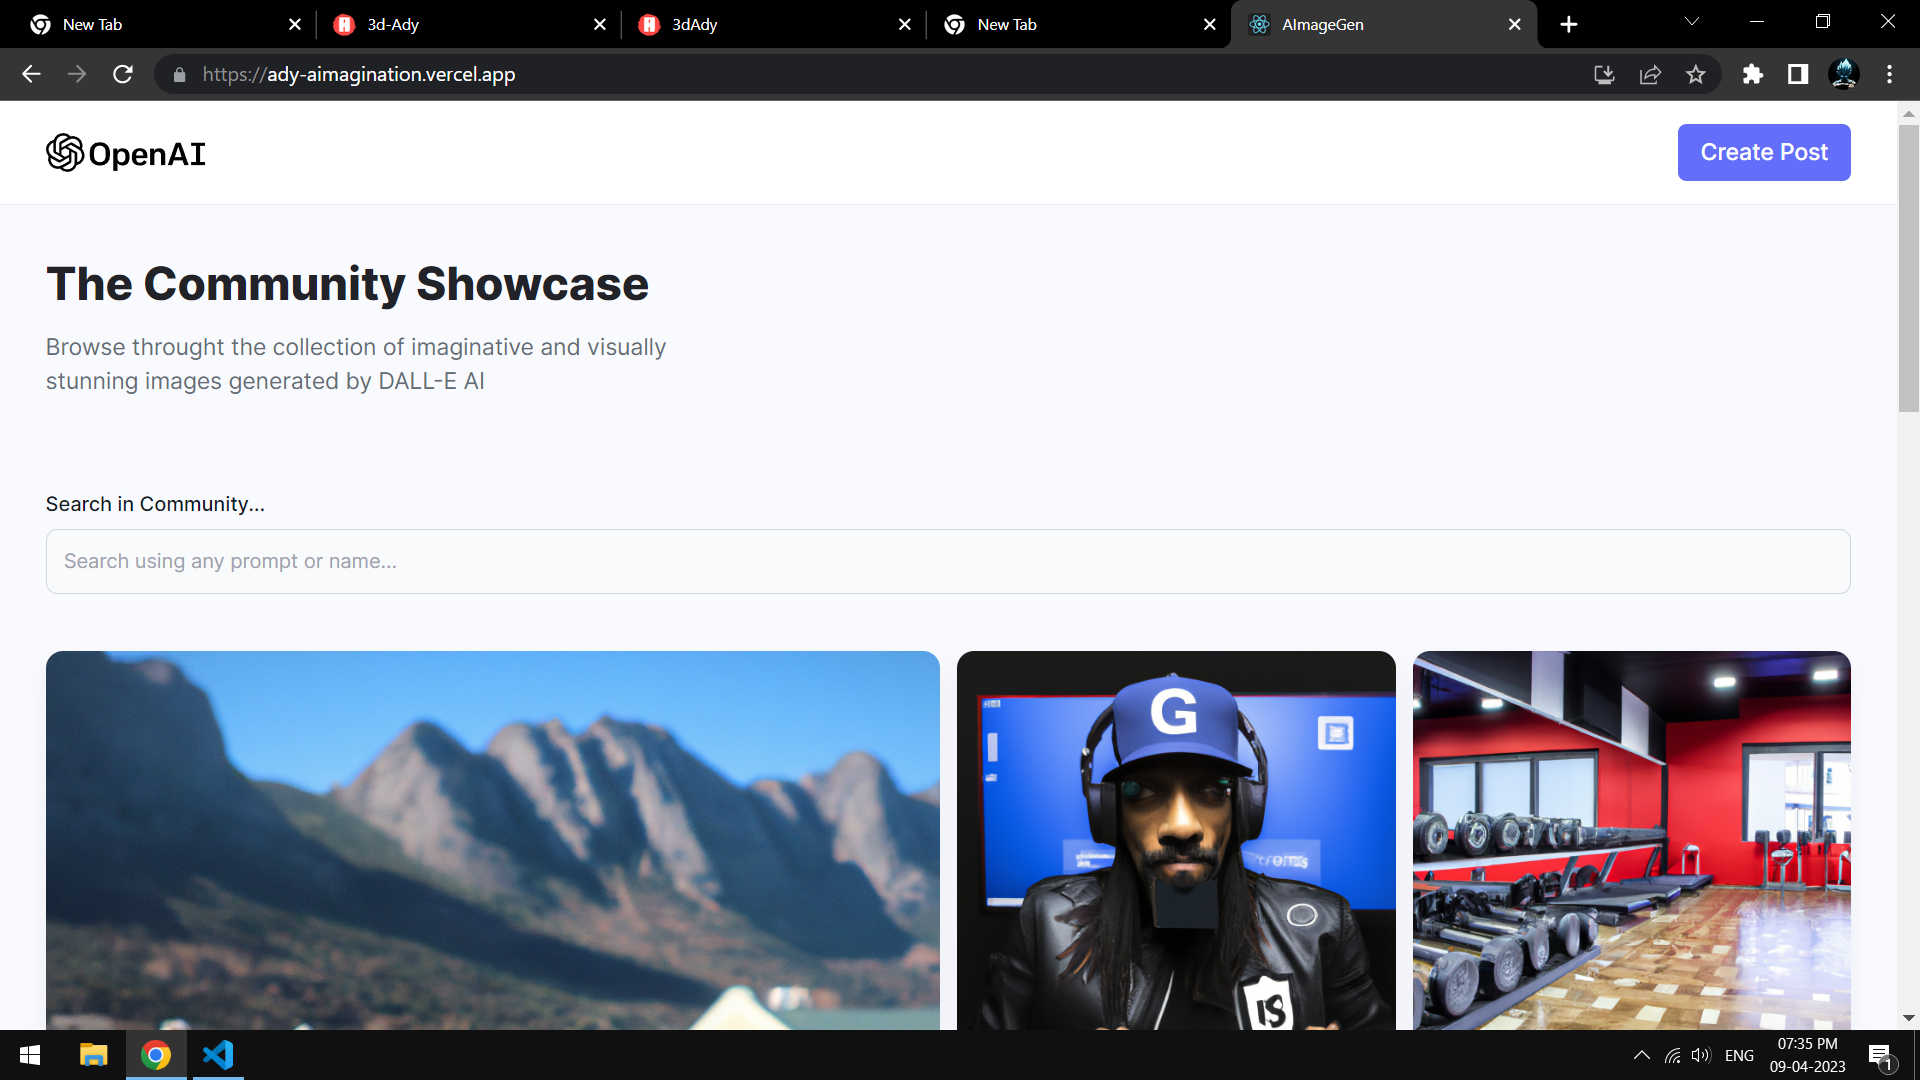 New Tab
3d-Ady
3dAdy
New Tab
AImageGen
https://ady-aimagination.vercel.app
OpenAI
Create Post
The Community Showcase
Browse throught the collection of imaginative and visually
stunning images generated by DALL-E AI
Search in Community...
Search using any prompt or name...
G
IS
ENG
07:35 PM
09-04-2023
1